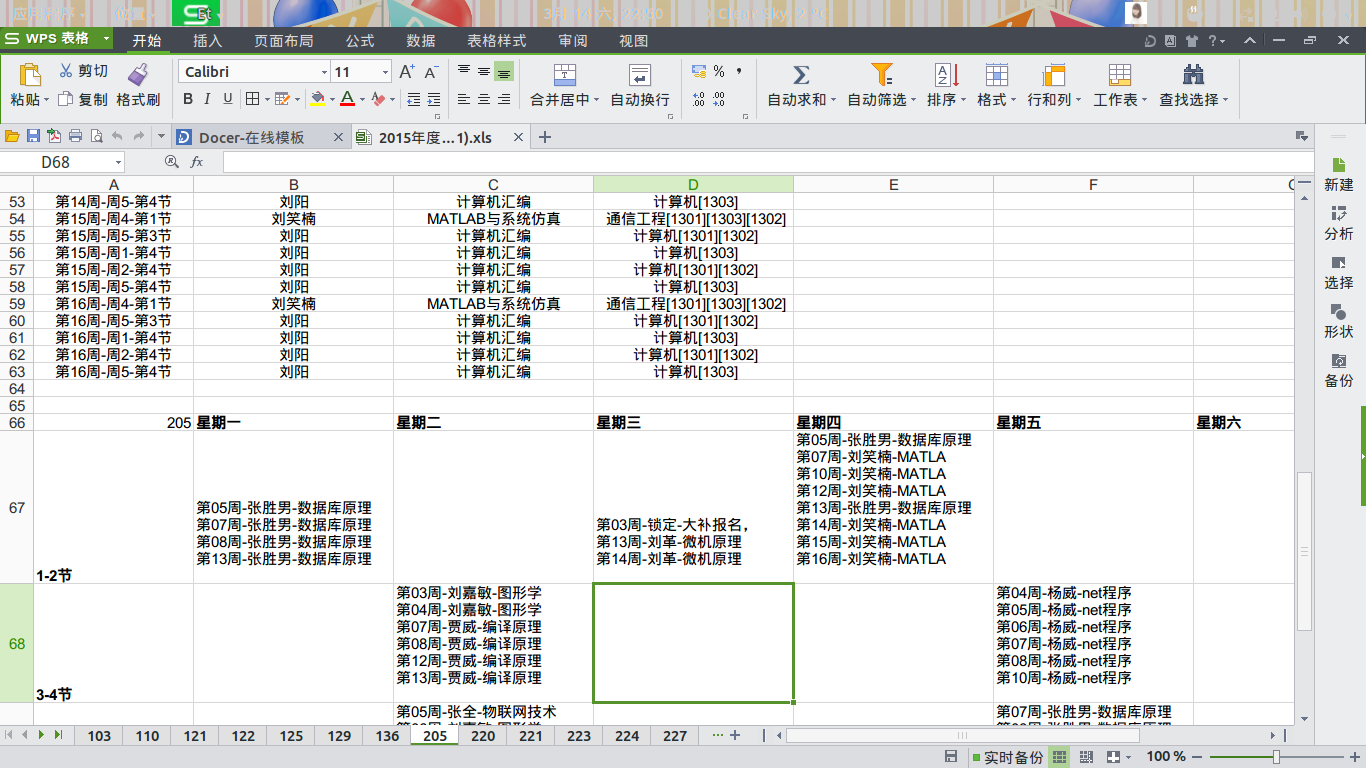 Et
WPS 表格
开始 插入 页面布局 公式 数据 表格样式 审阅 视图
粘贴 剪切 复制 格式刷
Calibri 11
B I U
合并居中 自动换行
自动求和 自动筛选 排序 格式 行和列 工作表 查找选择
Docer-在线模板 2015年度...1).xls
D68 fx
A B C D E F
53 第14周-周5-第4节 刘阳 计算机汇编 计算机[1303]
54 第15周-周4-第1节 刘笑楠 MATLAB与系统仿真 通信工程[1301][1303][1302]
55 第15周-周5-第3节 刘阳 计算机汇编 计算机[1301][1302]
56 第15周-周1-第4节 刘阳 计算机汇编 计算机[1303]
57 第15周-周2-第4节 刘阳 计算机汇编 计算机[1301][1302]
58 第15周-周5-第4节 刘阳 计算机汇编 计算机[1303]
59 第16周-周4-第1节 刘笑楠 MATLAB与系统仿真 通信工程[1301][1303][1302]
60 第16周-周5-第3节 刘阳 计算机汇编 计算机[1301][1302]
61 第16周-周1-第4节 刘阳 计算机汇编 计算机[1303]
62 第16周-周2-第4节 刘阳 计算机汇编 计算机[1301][1302]
63 第16周-周5-第4节 刘阳 计算机汇编 计算机[1303]
64
65
66 205 星期一 星期二 星期三 星期四 星期五 星期六
67
1-2节
第05周-张胜男-数据库原理
第07周-张胜男-数据库原理
第08周-张胜男-数据库原理
第13周-张胜男-数据库原理
第03周-锁定-大补报名,
第13周-刘革-微机原理
第14周-刘革-微机原理
第05周-张胜男-数据库原理
第07周-刘笑楠-MATLA
第10周-刘笑楠-MATLA
第12周-刘笑楠-MATLA
第13周-张胜男-数据库原理
第14周-刘笑楠-MATLA
第15周-刘笑楠-MATLA
第16周-刘笑楠-MATLA
68
3-4节
第03周-刘嘉敏-图形学
第04周-刘嘉敏-图形学
第07周-贾威-编译原理
第08周-贾威-编译原理
第12周-贾威-编译原理
第13周-贾威-编译原理
第04周-杨威-net程序
第05周-杨威-net程序
第06周-杨威-net程序
第07周-杨威-net程序
第08周-杨威-net程序
第10周-杨威-net程序
第05周-张全-物联网技术
第07周-张胜男-数据库原理
新建
分析
选择
形状
备份
103 110 121 122 125 129 136 205 220 221 223 224 227 ...
实时备份 100 %